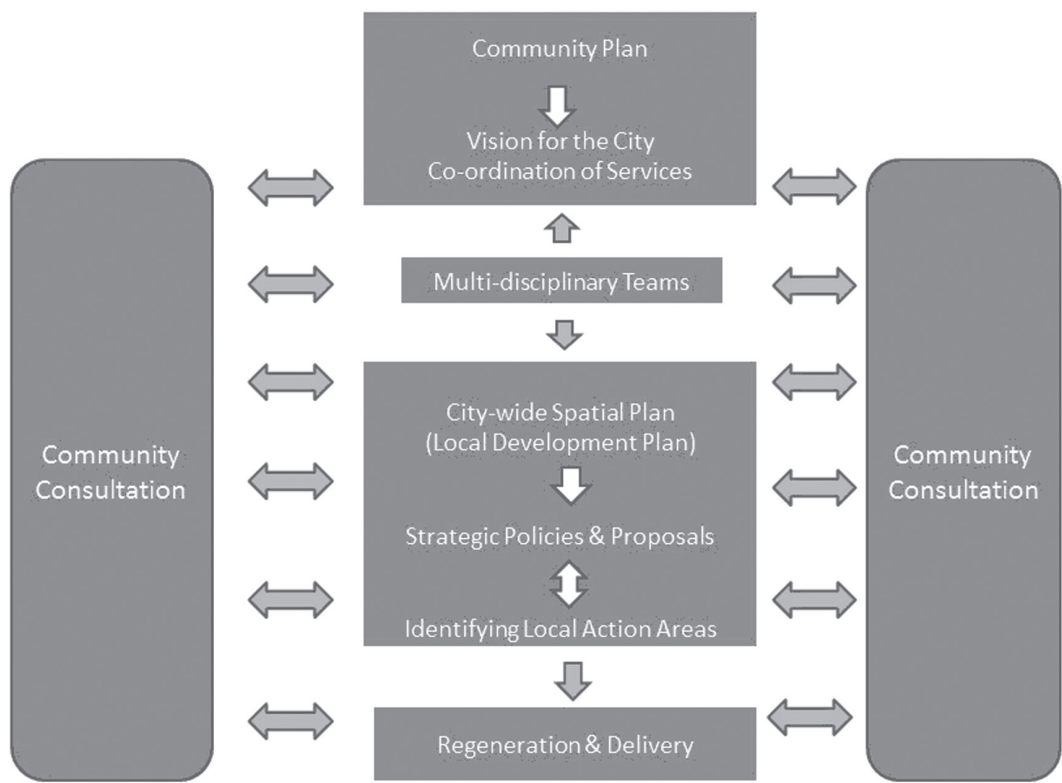 Community Plan
Vision for the City
Co-ordination of Services
Multi-disciplinary Teams
City-wide Spatial Plan
(Local Development Plan)
Strategic Policies & Proposals
Identifying Local Action Areas
Regeneration & Delivery
Community
Consultation
Community
Consultation